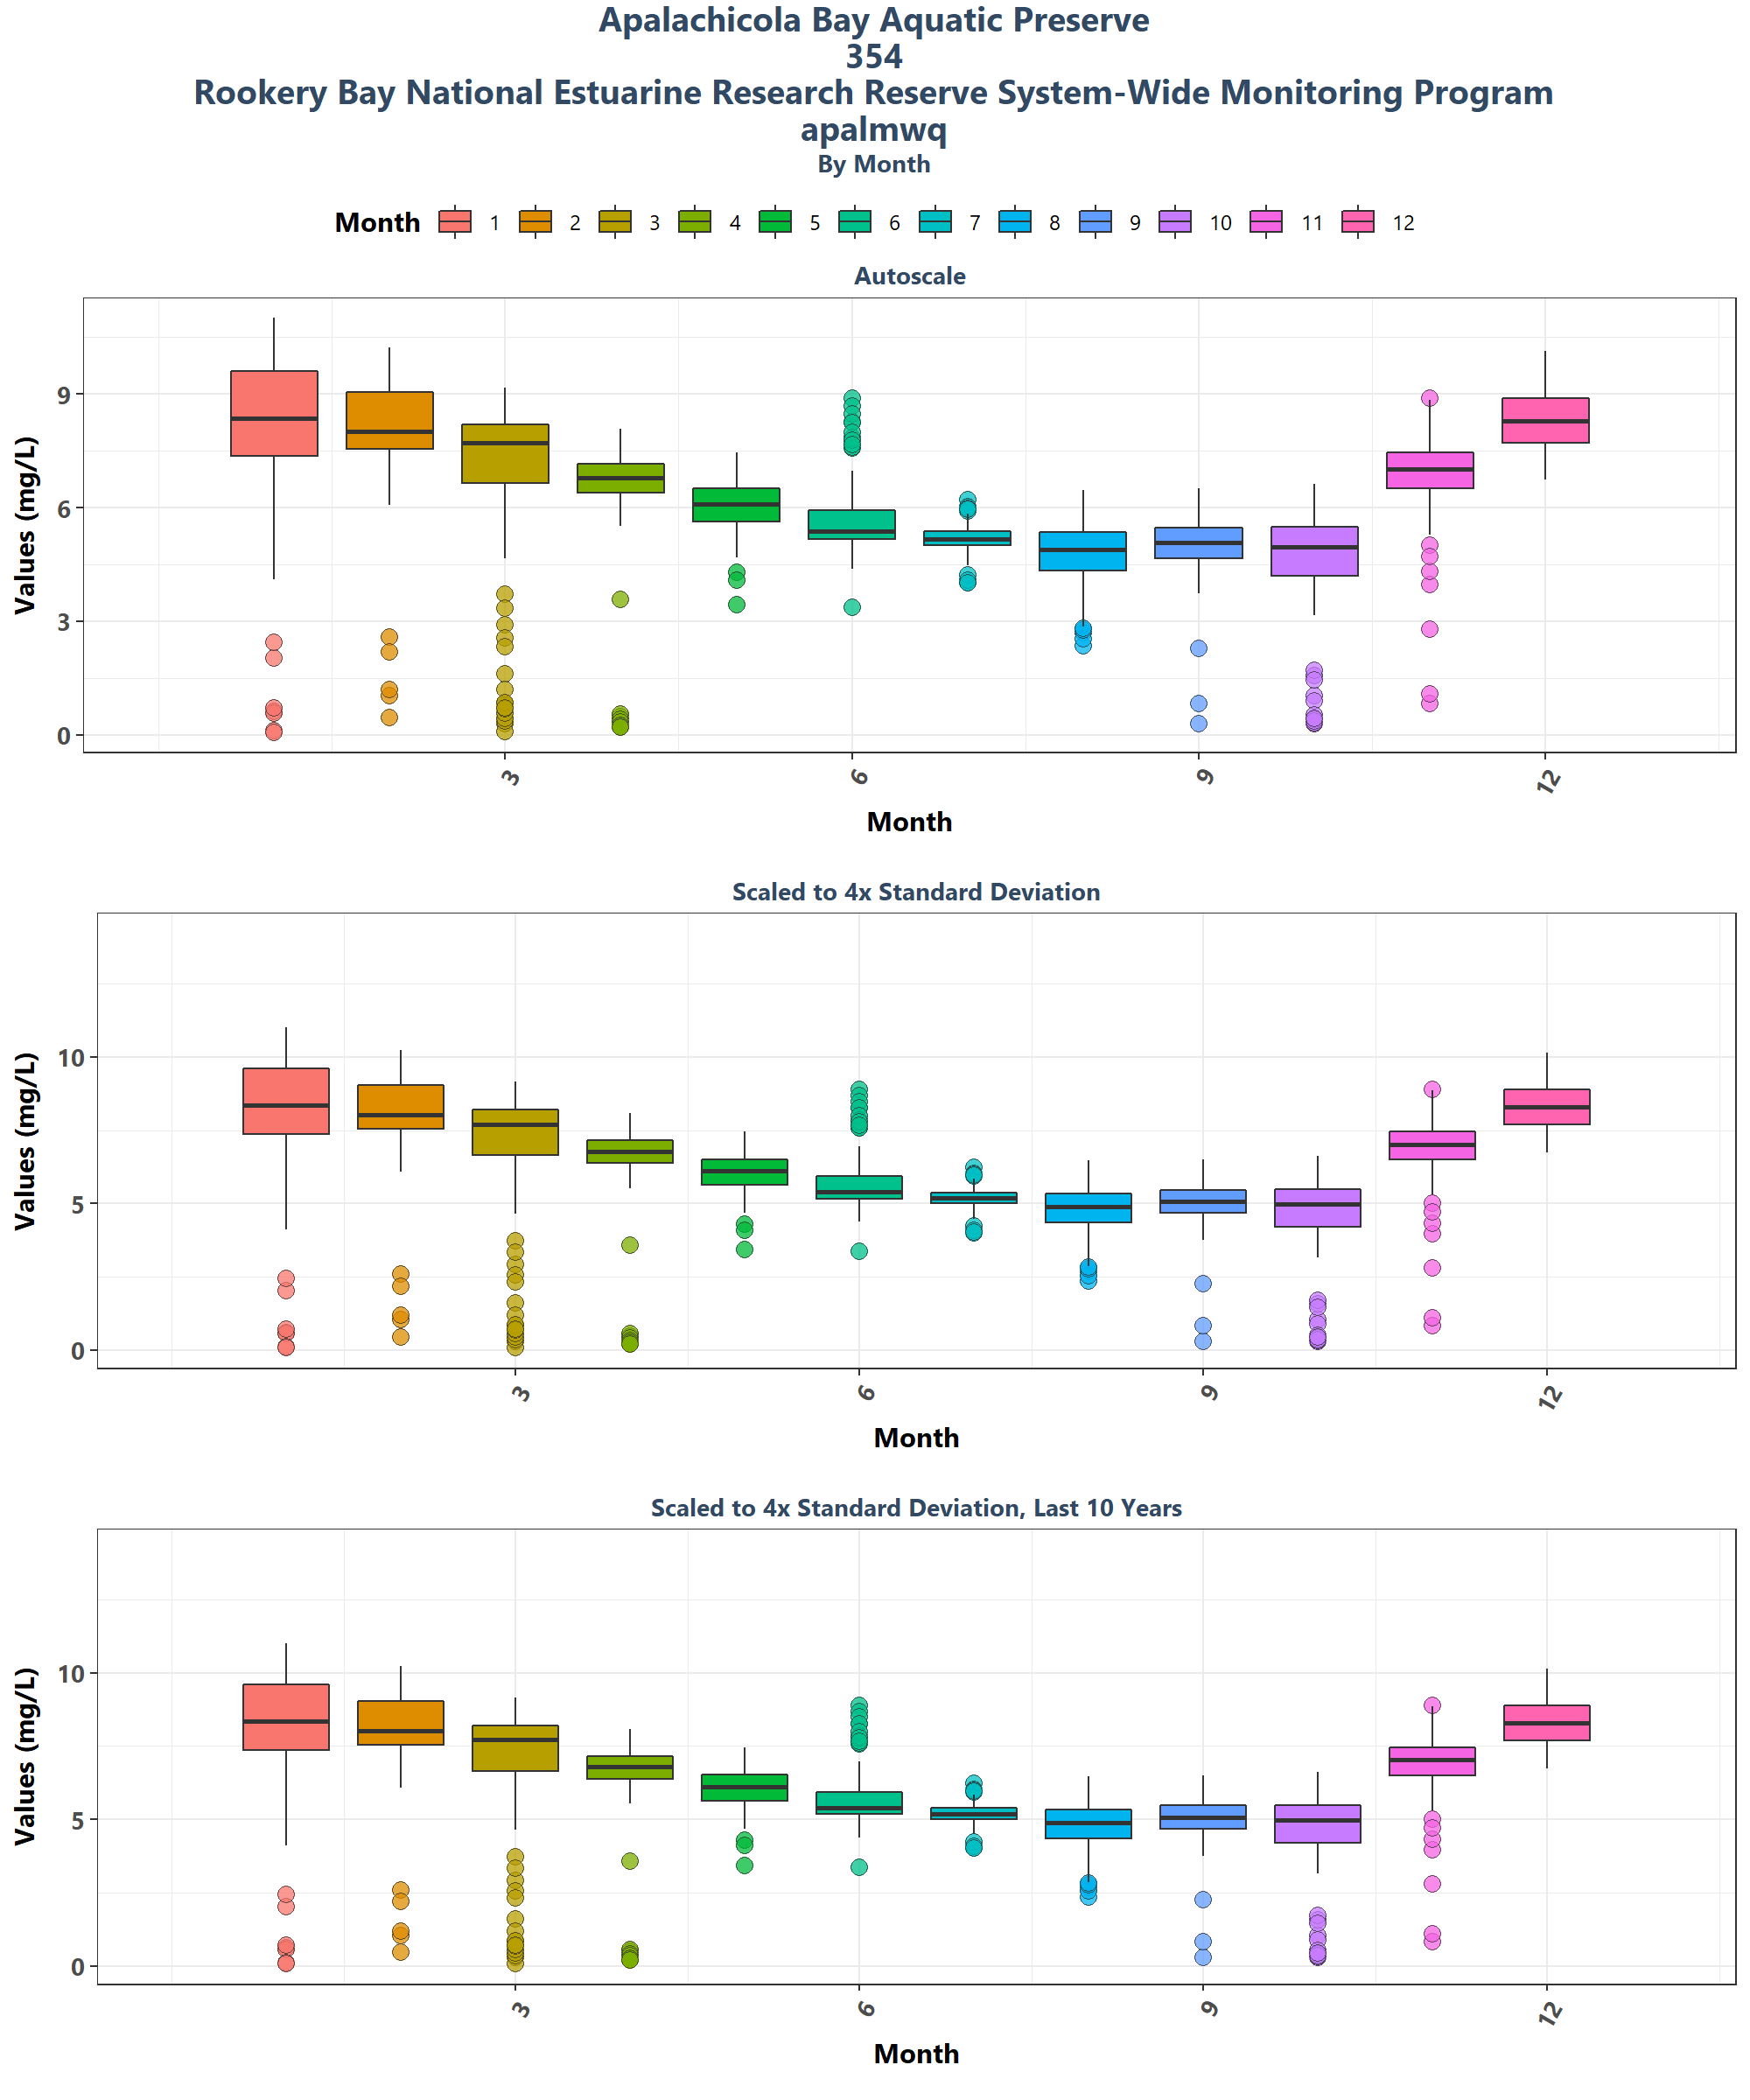 Apalachicola Bay Aquatic Preserve
354
Rookery Bay National Estuarine Research Reserve System-Wide Monitoring Program
apalmwq
By Month
Month 1 2 3 4 5 6 7 8 9 10 11 12
Autoscale
Values (mg/L)
9
6
3
0
3 6 9 12
Month
Scaled to 4x Standard Deviation
Values (mg/L)
10
5
0
3 6 9 12
Month
Scaled to 4x Standard Deviation, Last 10 Years
Values (mg/L)
10
5
0
3 6 9 12
Month